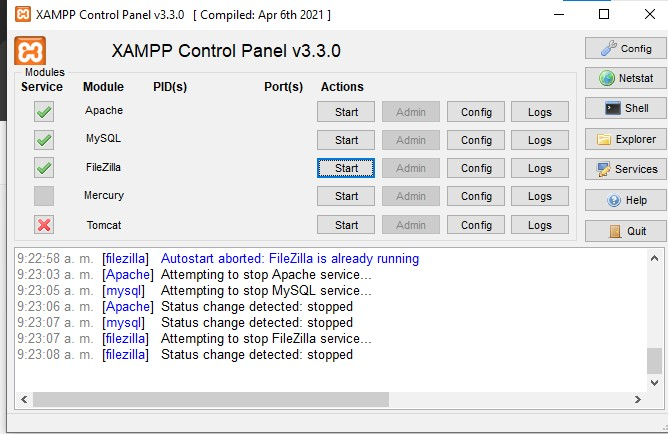 XAMPP Control Panel v3.3.0 [ Compiled: Apr 6th 2021 ]
XAMPP Control Panel v3.3.0
Config
Modules
Service Module PID(s) Port(s) Actions
Netstat
Apache Start Admin Config Logs
Shell
MySQL Start Admin Config Logs
Explorer
FileZilla Start Admin Config Logs
Services
Mercury Start Admin Config Logs
Help
Tomcat Start Admin Config Logs
Quit
9:22:58 a. m. [filezilla] Autostart aborted: FileZilla is already running
9:23:03 a. m. [Apache] Attempting to stop Apache service...
9:23:05 a. m. [mysql] Attempting to stop MySQL service...
9:23:06 a. m. [Apache] Status change detected: stopped
9:23:07 a. m. [mysql] Status change detected: stopped
9:23:07 a. m. [filezilla] Attempting to stop FileZilla service...
9:23:08 a. m. [filezilla] Status change detected: stopped